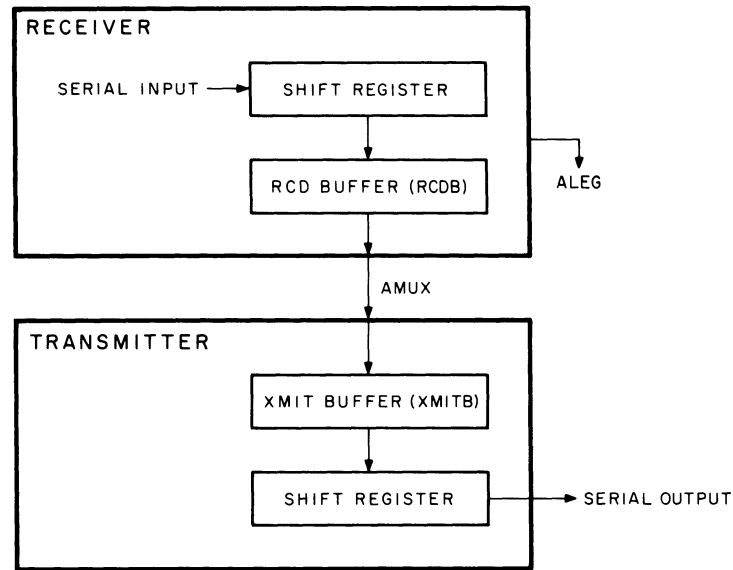 RECEIVER
SERIAL INPUT
SHIFT REGISTER
RCD BUFFER (RCDB)
ALEG
AMUX
TRANSMITTER
XMIT BUFFER (XMITB)
SHIFT REGISTER
SERIAL OUTPUT